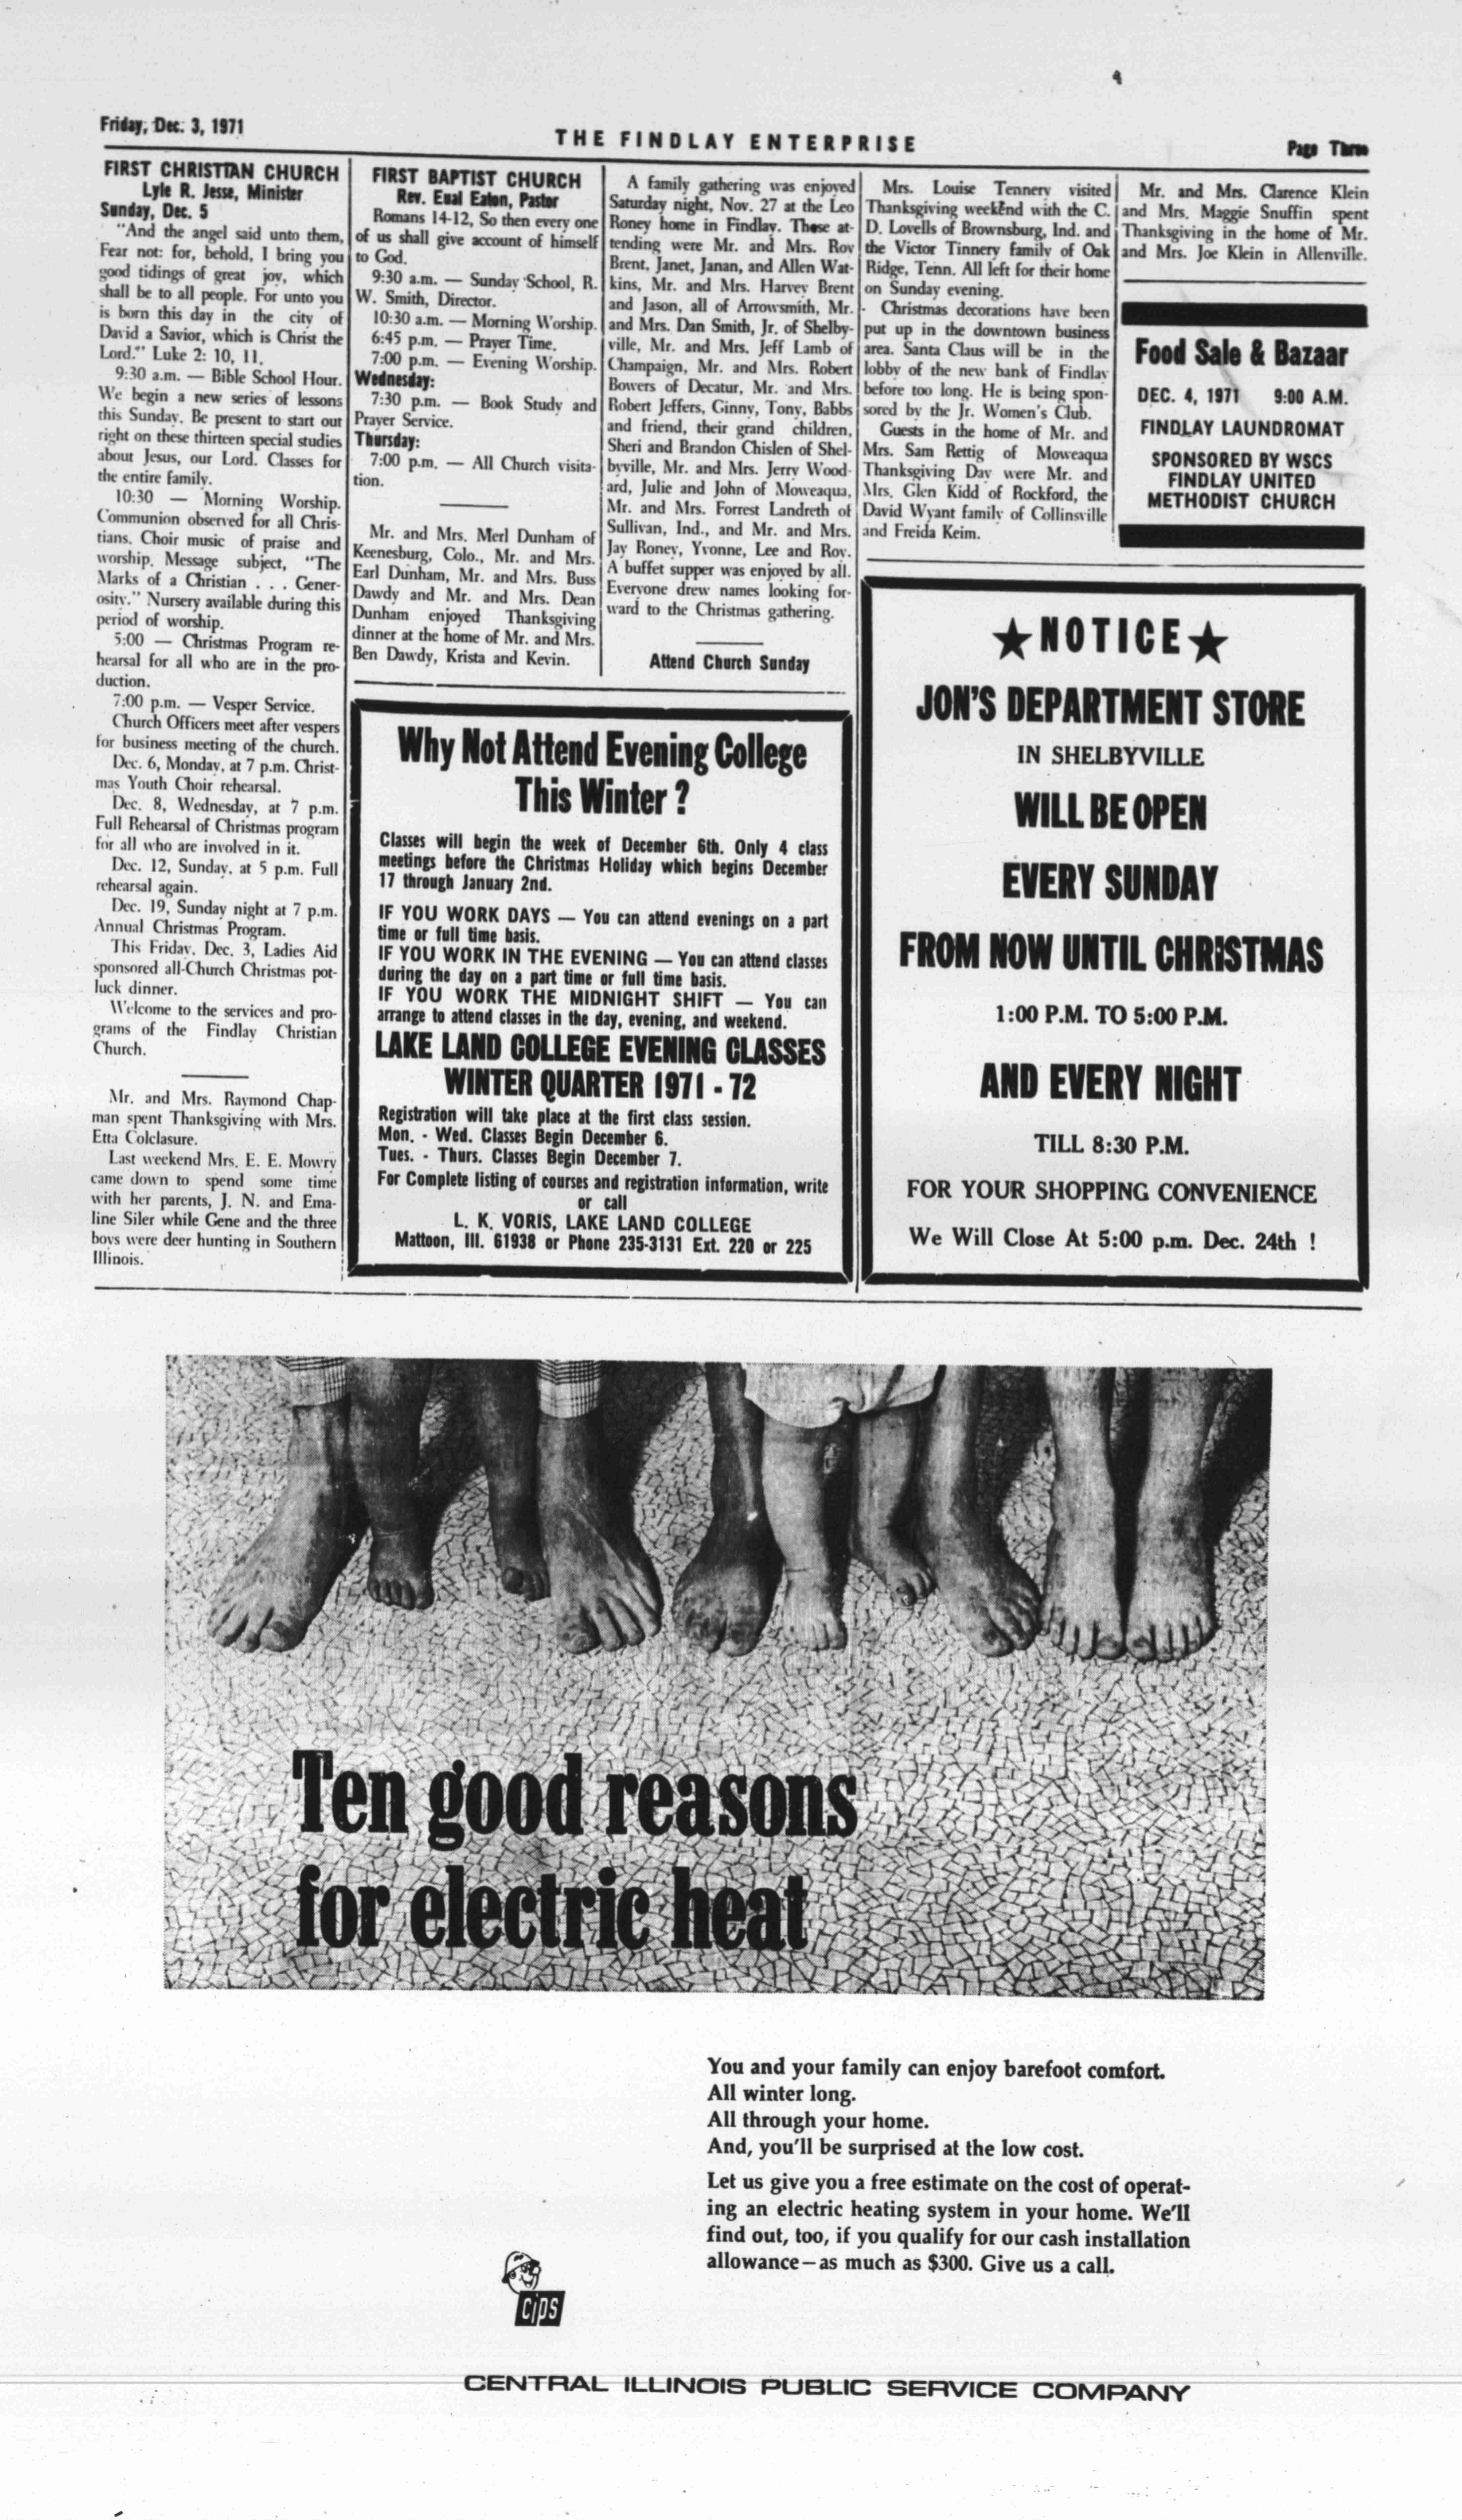 Friday, Dec. 3, 1971
THE FINDLAY ENTERPRISE
Page Three
FIRST CHRISTIAN CHURCH
Lyle R. Jesse, Minister
Sunday, Dec. 5
"And the angel said unto them,
Fear not: for, behold, I bring you
good tidings of great joy, which
shall be to all people. For unto you
is born this day in the city of
David a Savior, which is Christ the
Lord." Luke 2: 10, 11.
9:30 a.m. — Bible School Hour.
We begin a new series of lessons
this Sunday. Be present to start out
right on these thirteen special studies
about Jesus, our Lord. Classes for
the entire family.
10:30 — Morning Worship.
Communion observed for all Chris-
tians. Choir music of praise and
worship. Message subject, "The
Marks of a Christian . . . Gener-
osity." Nursery available during this
period of worship.
5:00 — Christmas Program re-
hearsal for all who are in the pro-
duction.
7:00 p.m. — Vesper Service.
Church Officers meet after vespers
for business meeting of the church.
Dec. 6, Monday, at 7 p.m. Christ-
mas Youth Choir rehearsal.
Dec. 8, Wednesday, at 7 p.m.
Full Rehearsal of Christmas program
for all who are involved in it.
Dec. 12, Sunday, at 5 p.m. Full
rehearsal again.
Dec. 19, Sunday night at 7 p.m.
Annual Christmas Program.
This Friday, Dec. 3, Ladies Aid
sponsored all-Church Christmas pot-
luck dinner.
Welcome to the services and pro-
grams of the Findlay Christian
Church.
Mr. and Mrs. Raymond Chap-
man spent Thanksgiving with Mrs.
Etta Colclasure.
Last weekend Mrs. E. E. Mowry
came down to spend some time
with her parents, J. N. and Ema-
line Siler while Gene and the three
boys were deer hunting in Southern
Illinois.
FIRST BAPTIST CHURCH
Rev. Eual Eaton, Pastor
Romans 14-12, So then every one
of us shall give account of himself
to God.
9:30 a.m. — Sunday School, R.
W. Smith, Director.
10:30 a.m. — Morning Worship.
6:45 p.m. — Prayer Time.
7:00 p.m. — Evening Worship.
Wednesday:
7:30 p.m. — Book Study and
Prayer Service.
Thursday:
7:00 p.m. — All Church visita-
tion.
Mr. and Mrs. Merl Dunham of
Keenesburg, Colo., Mr. and Mrs.
Earl Dunham, Mr. and Mrs. Buss
Dawdy and Mr. and Mrs. Dean
Dunham enjoyed Thanksgiving
dinner at the home of Mr. and Mrs.
Ben Dawdy, Krista and Kevin.
A family gathering was enjoyed
Saturday night, Nov. 27 at the Leo
Roney home in Findlay. Those at-
tending were Mr. and Mrs. Roy
Brent, Janet, Janan, and Allen Wat-
kins, Mr. and Mrs. Harvey Brent
and Jason, all of Arrowsmith, Mr.
and Mrs. Dan Smith, Jr. of Shelby-
ville, Mr. and Mrs. Jeff Lamb of
Champaign, Mr. and Mrs. Robert
Bowers of Decatur, Mr. and Mrs.
Robert Jeffers, Ginny, Tony, Babbs
and friend, their grand children,
Sheri and Brandon Chislen of Shel-
byville, Mr. and Mrs. Jerry Wood-
ard, Julie and John of Moweaqua,
Mr. and Mrs. Forrest Landreth of
Sullivan, Ind., and Mr. and Mrs.
Jay Roney, Yvonne, Lee and Roy.
A buffet supper was enjoyed by all.
Everyone drew names looking for-
ward to the Christmas gathering.
Attend Church Sunday
Mrs. Louise Tennery visited
Thanksgiving weekend with the C.
D. Lovells of Brownsburg, Ind. and
the Victor Tinnery family of Oak
Ridge, Tenn. All left for their home
on Sunday evening.
Christmas decorations have been
put up in the downtown business
area. Santa Claus will be in the
lobby of the new bank of Findlay
before too long. He is being spon-
sored by the Jr. Women's Club.
Guests in the home of Mr. and
Mrs. Sam Rettig of Moweaqua
Thanksgiving Day were Mr. and
Mrs. Glen Kidd of Rockford, the
David Wyant family of Collinsville
and Freida Keim.
Mr. and Mrs. Clarence Klein
and Mrs. Maggie Snuffin spent
Thanksgiving in the home of Mr.
and Mrs. Joe Klein in Allenville.
Food Sale & Bazaar
DEC. 4, 1971 9:00 A.M.
FINDLAY LAUNDROMAT
SPONSORED BY WSCS
FINDLAY UNITED
METHODIST CHURCH
Why Not Attend Evening College
This Winter ?
Classes will begin the week of December 6th. Only 4 class
meetings before the Christmas Holiday which begins December
17 through January 2nd.
IF YOU WORK DAYS — You can attend evenings on a part
time or full time basis.
IF YOU WORK IN THE EVENING — You can attend classes
during the day on a part time or full time basis.
IF YOU WORK THE MIDNIGHT SHIFT — You can
arrange to attend classes in the day, evening, and weekend.
LAKE LAND COLLEGE EVENING CLASSES
WINTER QUARTER 1971 - 72
Registration will take place at the first class session.
Mon. - Wed. Classes Begin December 6.
Tues. - Thurs. Classes Begin December 7.
For Complete listing of courses and registration information, write
or call
L. K. VORIS, LAKE LAND COLLEGE
Mattoon, Ill. 61938 or Phone 235-3131 Ext. 220 or 225
★ NOTICE ★
JON'S DEPARTMENT STORE
IN SHELBYVILLE
WILL BE OPEN
EVERY SUNDAY
FROM NOW UNTIL CHRISTMAS
1:00 P.M. TO 5:00 P.M.
AND EVERY NIGHT
TILL 8:30 P.M.
FOR YOUR SHOPPING CONVENIENCE
We Will Close At 5:00 p.m. Dec. 24th !
Ten good reasons
for electric heat
You and your family can enjoy barefoot comfort.
All winter long.
All through your home.
And, you'll be surprised at the low cost.
Let us give you a free estimate on the cost of operat-
ing an electric heating system in your home. We'll
find out, too, if you qualify for our cash installation
allowance — as much as $300. Give us a call.
cips
CENTRAL ILLINOIS PUBLIC SERVICE COMPANY